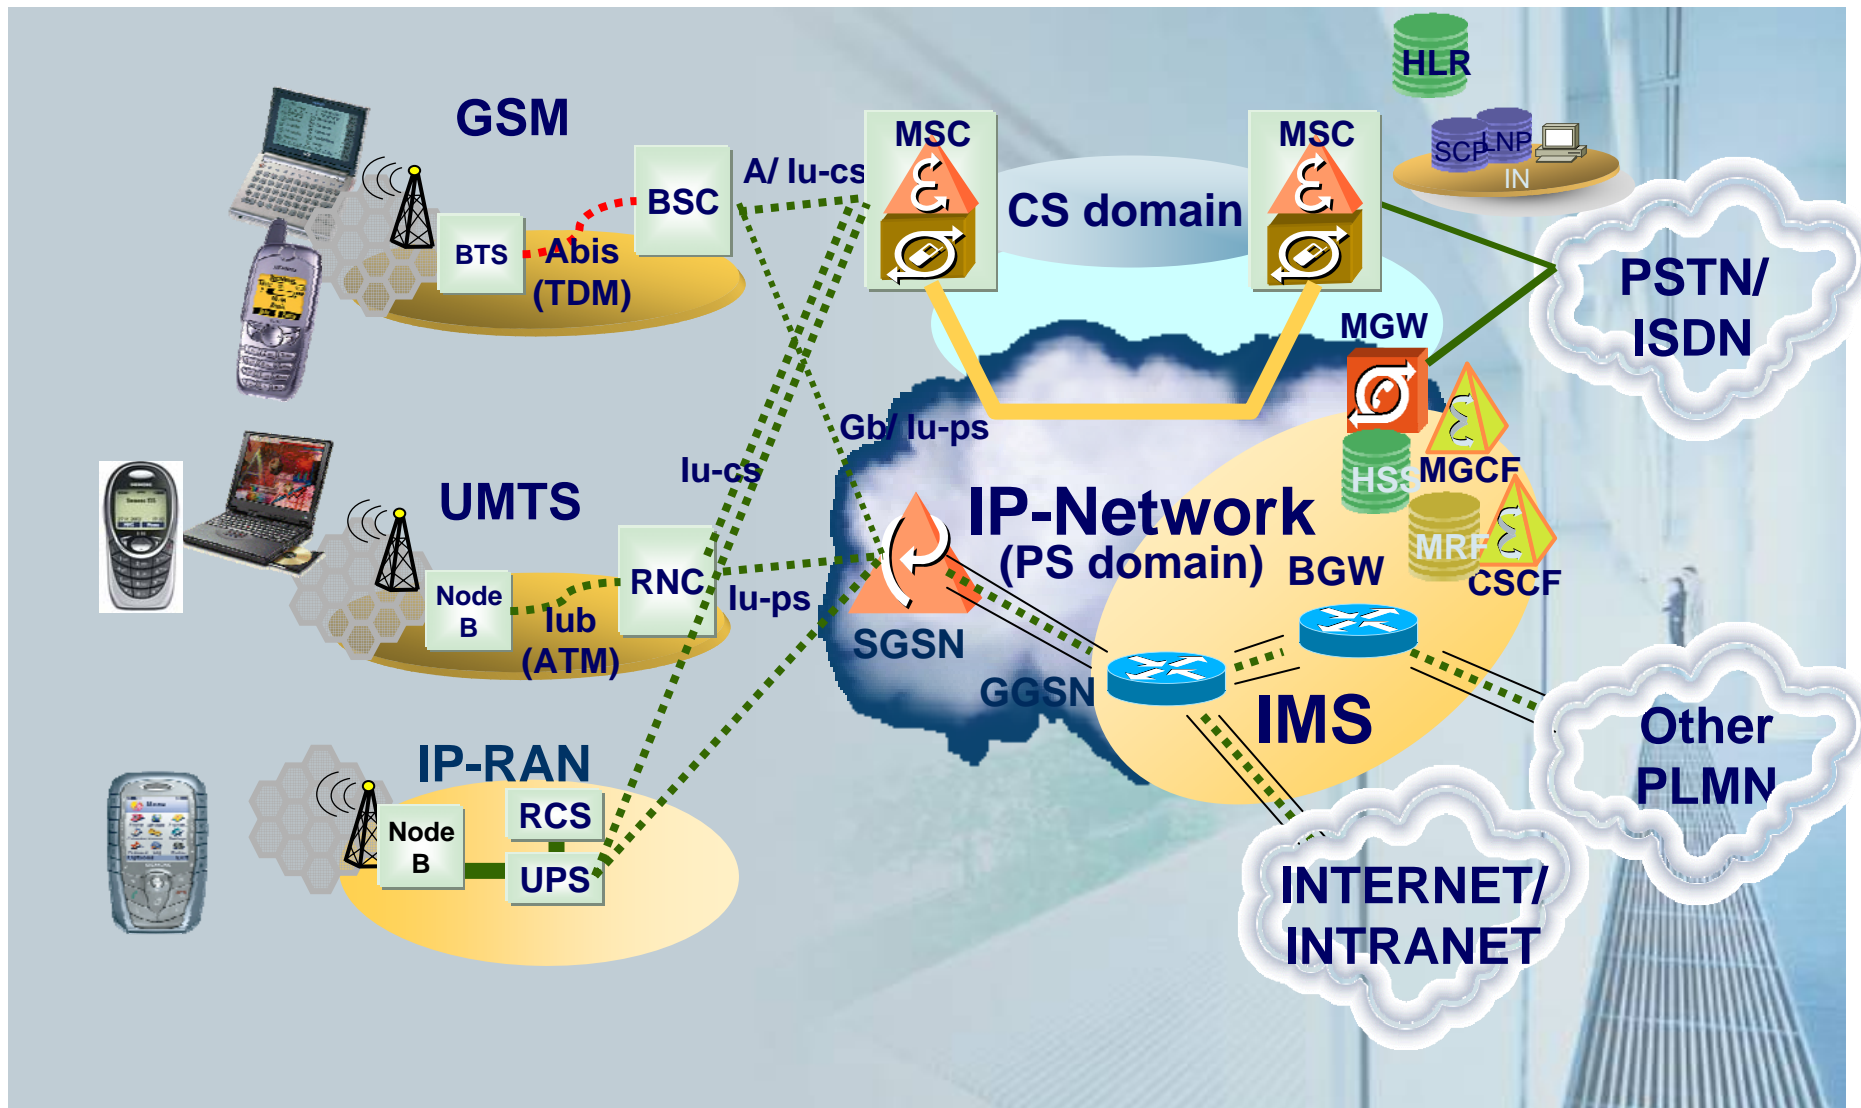 HLR
GSM
MSC
MSC
SCP
LNP
IN
A/ Iu-cs
BSC
CS domain
BTS
Abis
(TDM)
PSTN/
ISDN
MGW
Gb/ Iu-ps
Iu-cs
HSS
MGCF
UMTS
IP-Network
(PS domain)
BGW
MRF
CSCF
RNC
Node
B
Iub
(ATM)
Iu-ps
SGSN
GGSN
IMS
Other
PLMN
IP-RAN
RCS
Node
B
UPS
INTERNET/
INTRANET